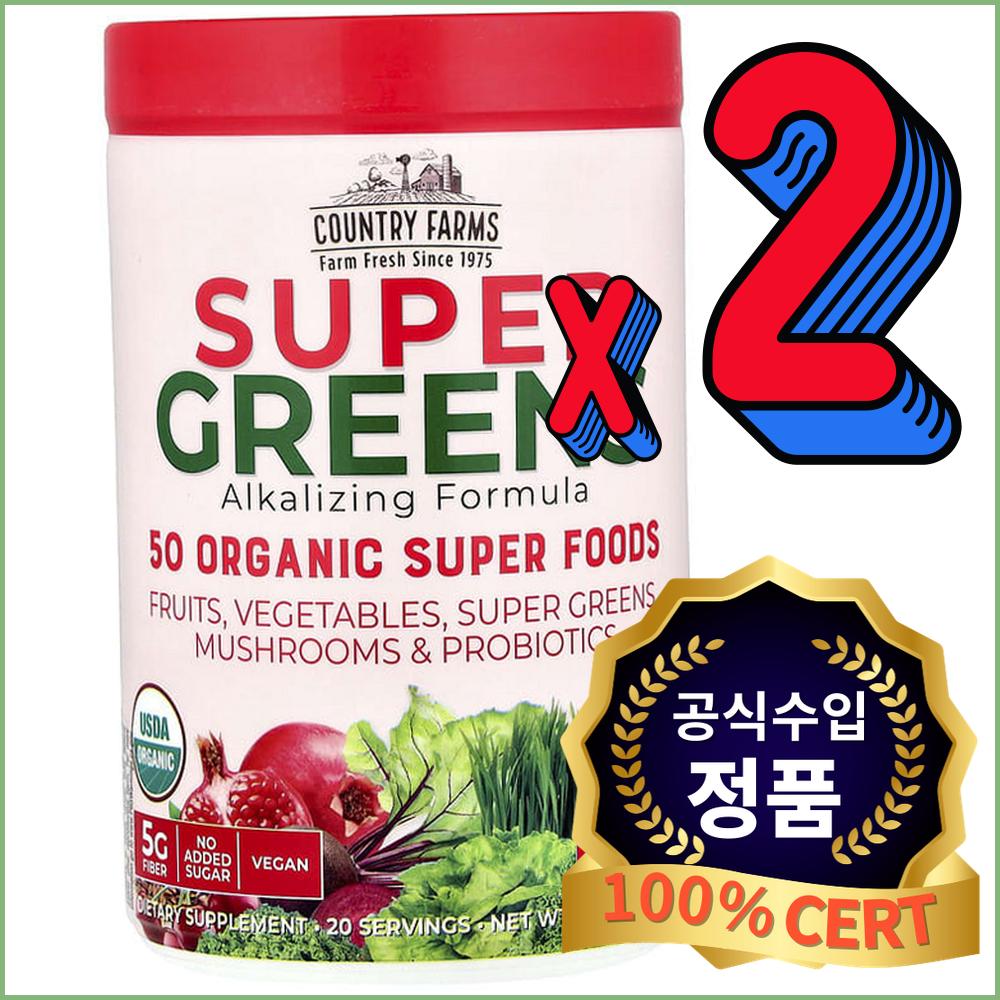 COUNTRY FARMS
Farm Fresh Since 1975
SUPER
GREENS
Alkalizing Formula
50 ORGANIC SUPER FOODS
FRUITS, VEGETABLES, SUPER GREENS,
MUSHROOMS & PROBIOTICS
USDA
ORGANIC
5G
FIBER
NO
ADDED
SUGAR
VEGAN
DIETARY SUPPLEMENT • 20 SERVINGS • NET
x2
공식수입
정품
100% CERT